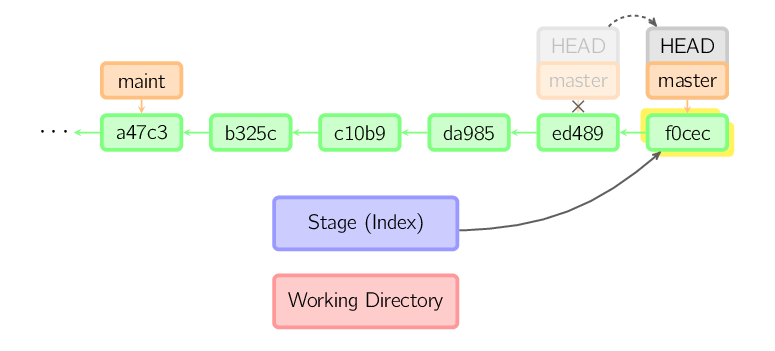 HEAD HEAD
maint master master
... a47c3 b325c c10b9 da985 ed489 f0cec
Stage (Index)
Working Directory